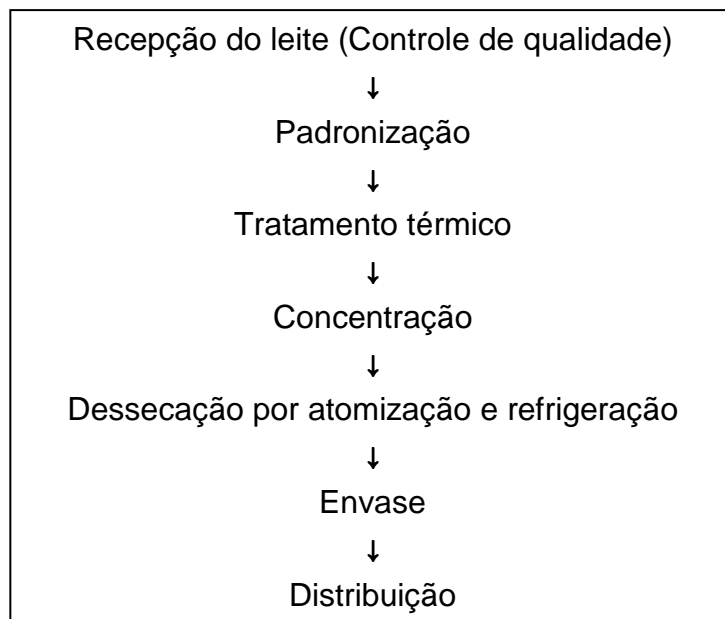 Recepção do leite (Controle de qualidade)
↓
Padronização
↓
Tratamento térmico
↓
Concentração
↓
Dessecação por atomização e refrigeração
↓
Envase
↓
Distribuição